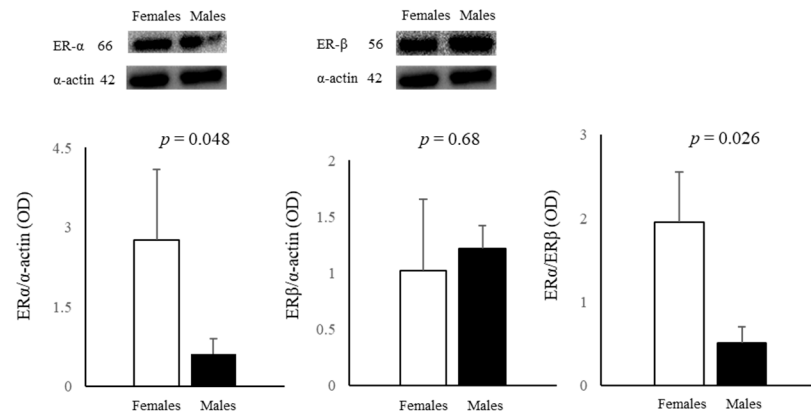 Females Males
ER-α 66
α-actin 42
Females Males
ER-β 56
α-actin 42
p = 0.048
ERα/α-actin (OD)
4.5
3
1.5
0
Females Males
p = 0.68
ERβ/α-actin (OD)
2
1.5
1
0.5
0
Females Males
p = 0.026
ERα/ERβ (OD)
3
2
1
0
Females Males